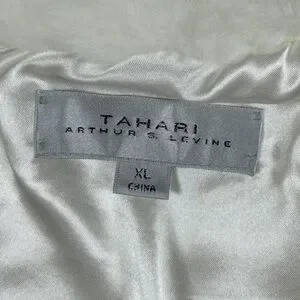 TAHARI
ARTHUR S. LEVINE
XL
CHINA